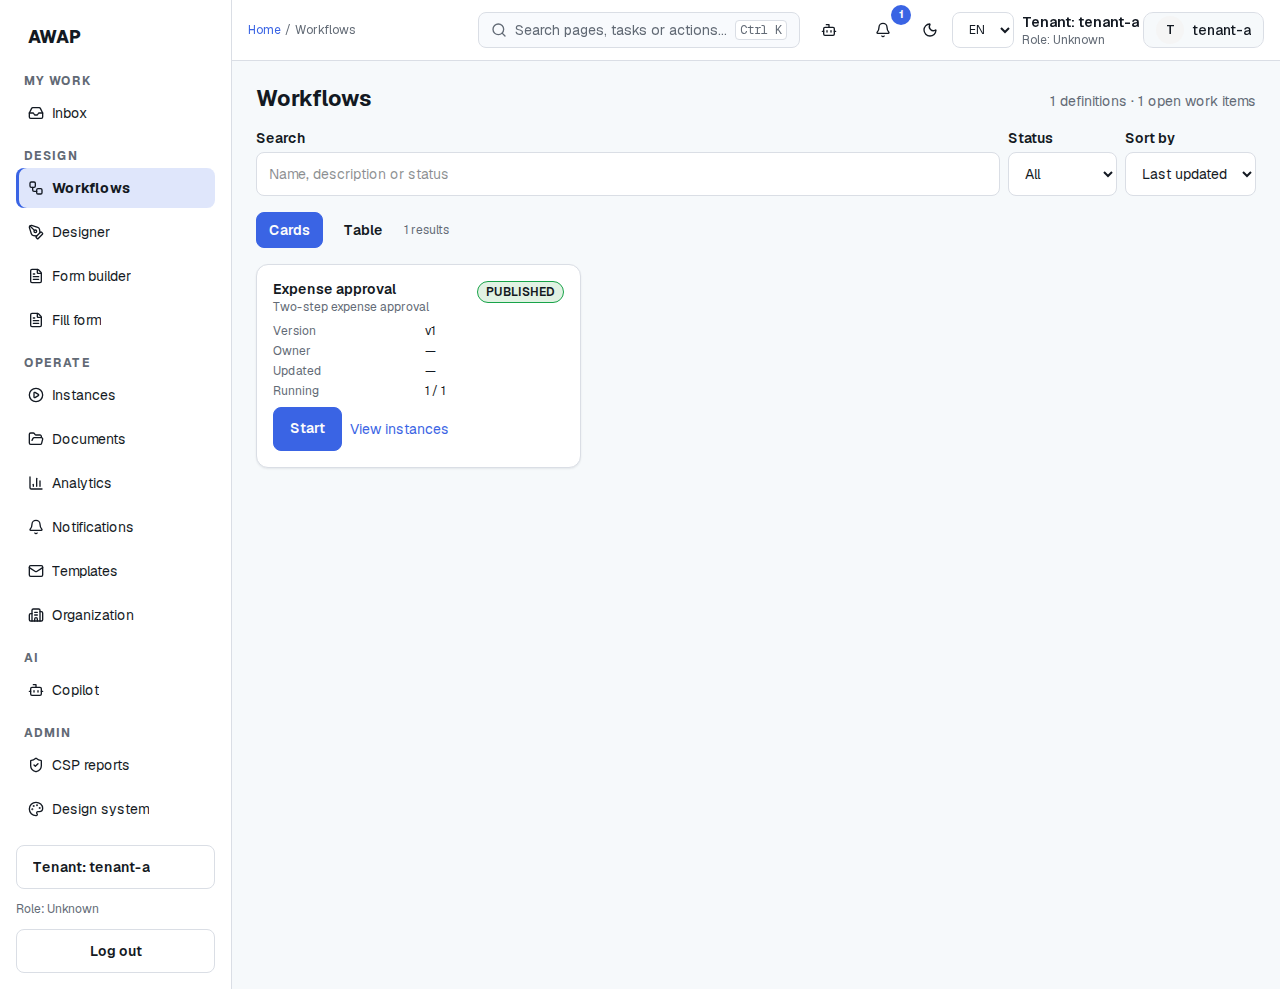 AWAP
MY WORK
Inbox
DESIGN
Workflows
Designer
Form builder
Fill form
OPERATE
Instances
Documents
Analytics
Notifications
Templates
Organization
AI
Copilot
ADMIN
CSP reports
Design system
Tenant: tenant-a
Role: Unknown
Log out
Home / Workflows
Search pages, tasks or actions... Ctrl K
1
EN
Tenant: tenant-a
Role: Unknown
T tenant-a
Workflows
1 definitions · 1 open work items
Search
Name, description or status
Status
All
Sort by
Last updated
Cards Table 1 results
Expense approval PUBLISHED
Two-step expense approval
Version v1
Owner —
Updated —
Running 1 / 1
Start View instances